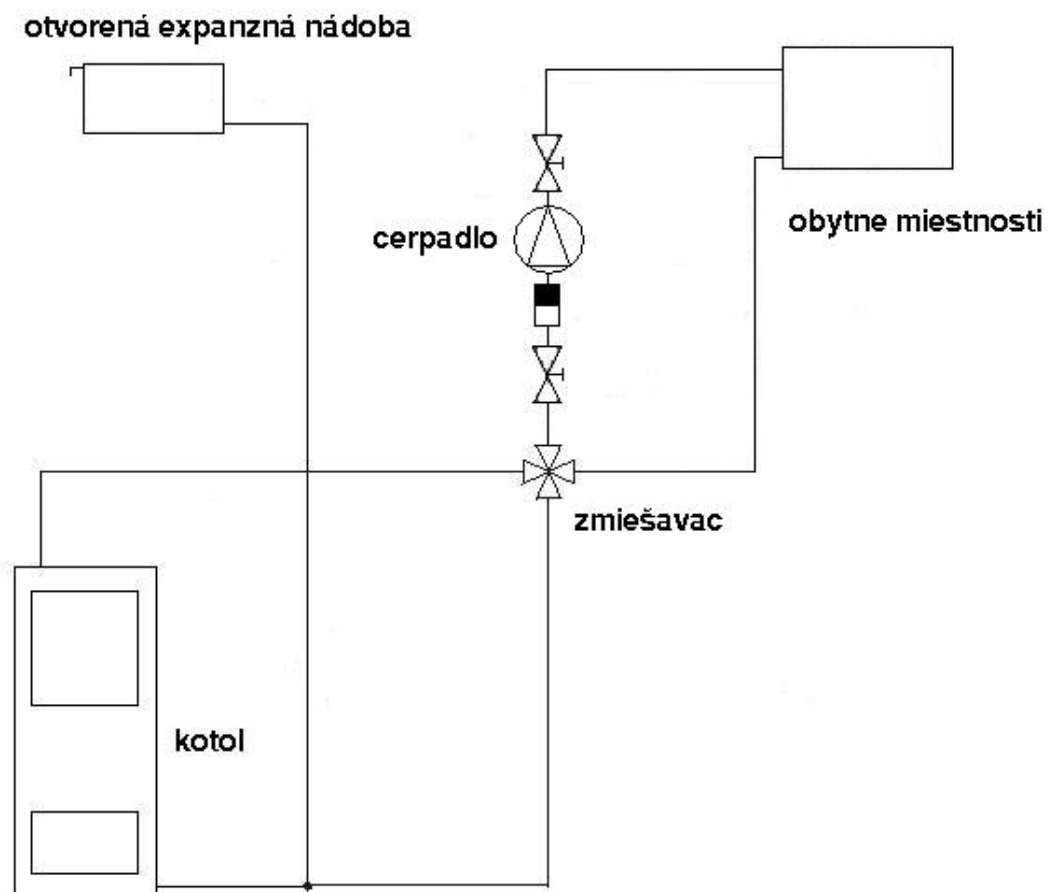 otvorená expanzná nádoba
cerpadlo
obytne miestnosti
zmiešavac
kotol